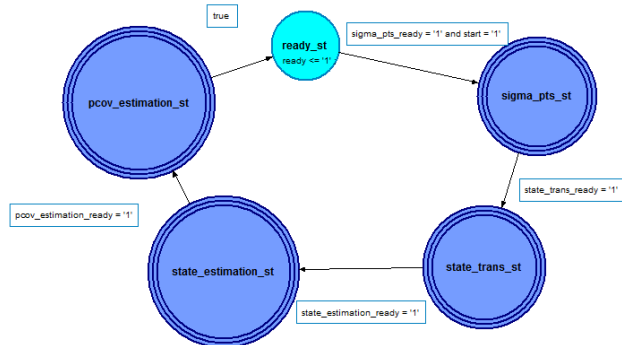 true
ready_st
ready <= '1'
sigma_pts_ready = '1' and start = '1'
pcov_estimation_st
sigma_pts_st
state_trans_ready = '1'
pcov_estimation_ready = '1'
state_estimation_st
state_trans_st
state_estimation_ready = '1'